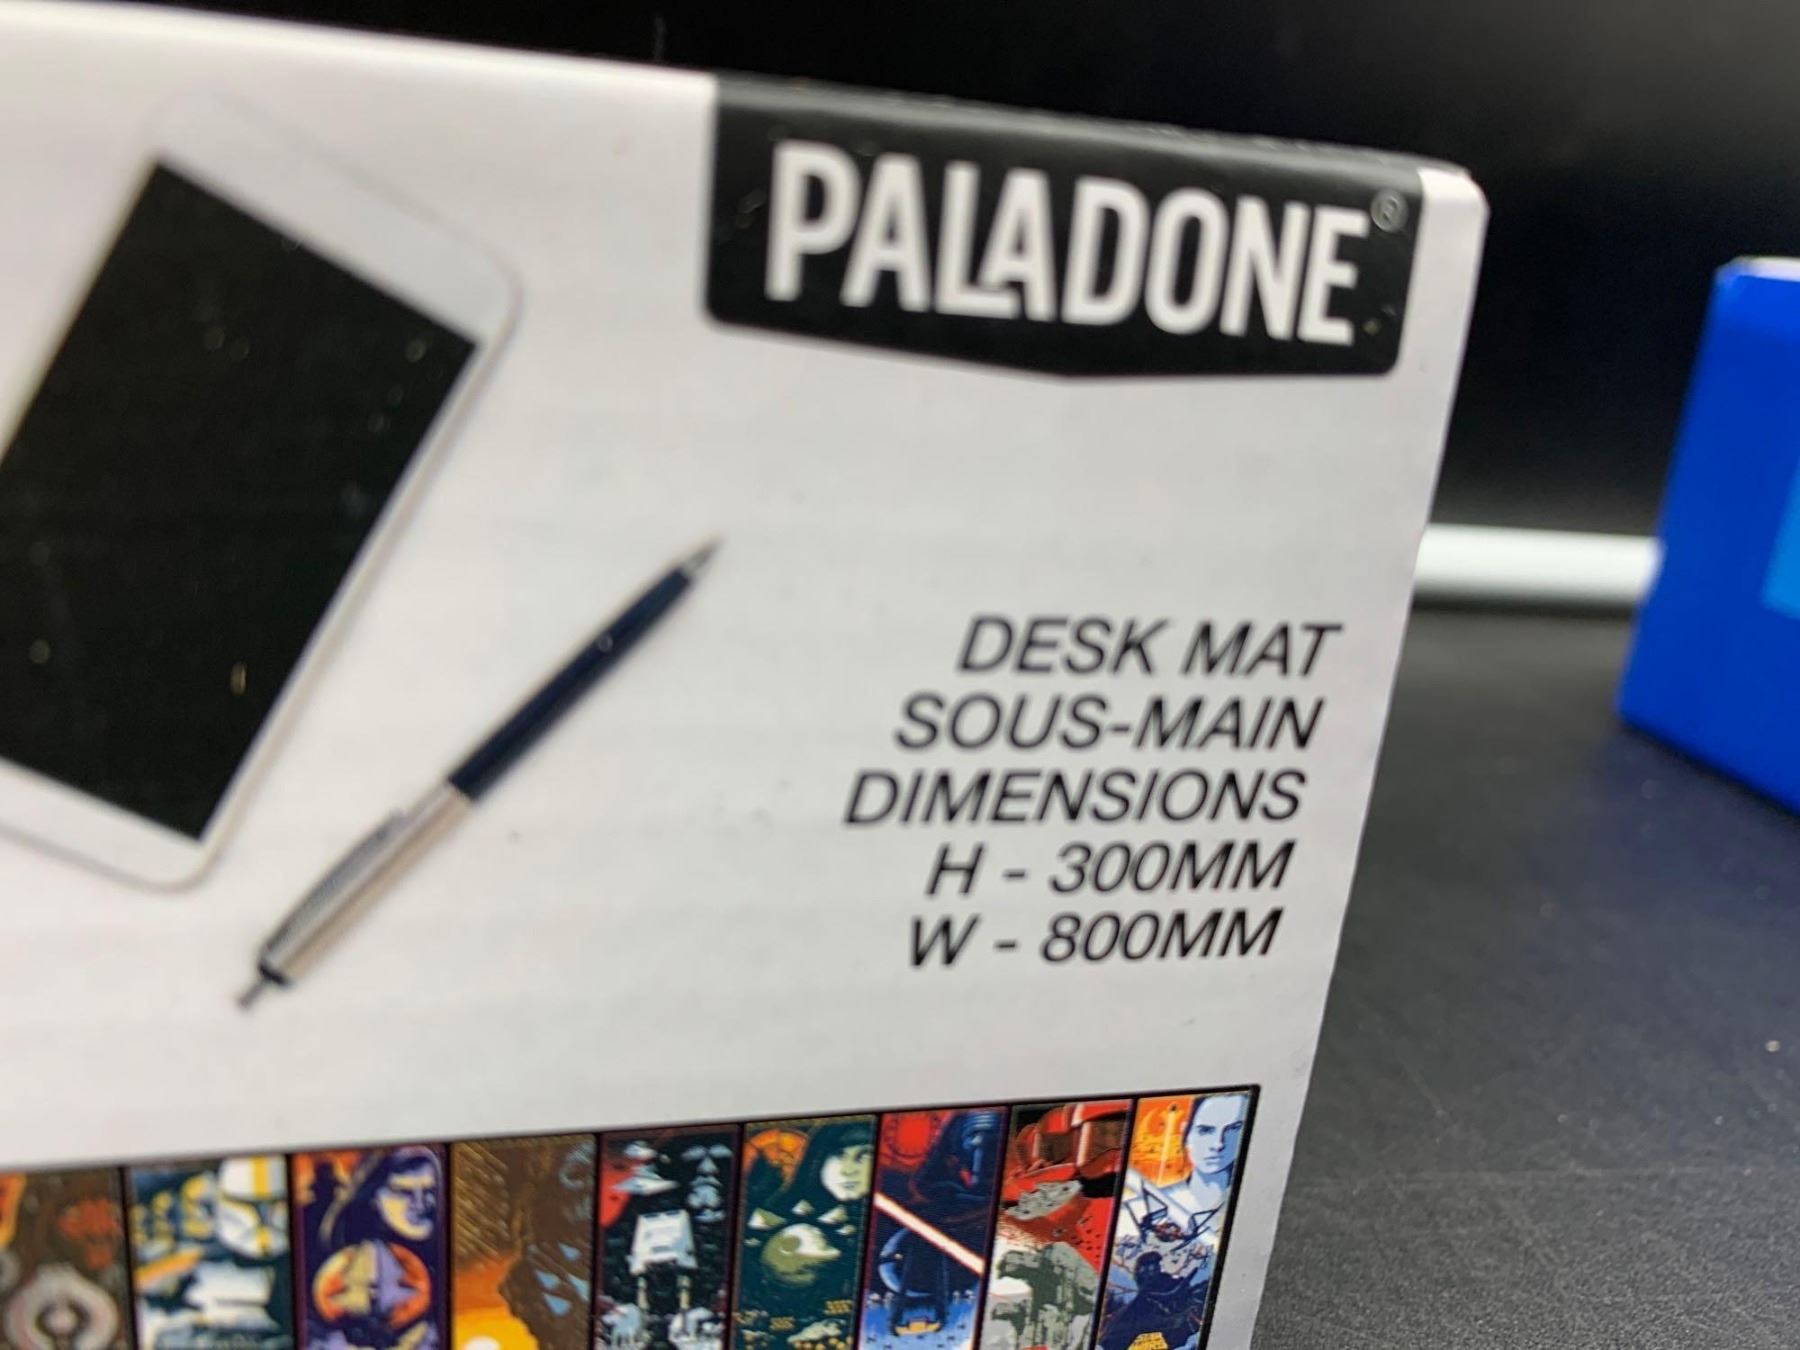 PALADONE®
DESK MAT
SOUS-MAIN
DIMENSIONS
H - 300MM
W - 800MM